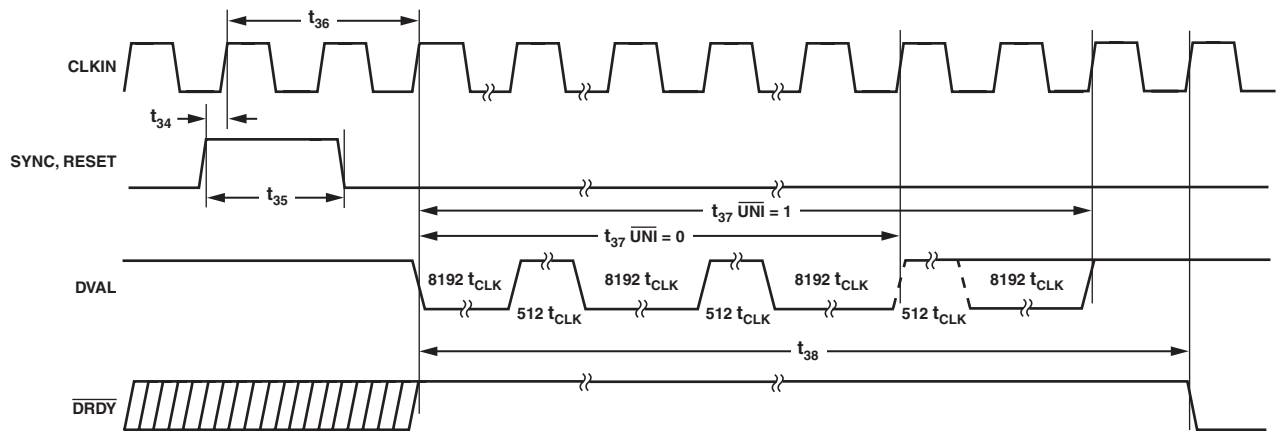 t36
CLKIN
t34
SYNC, RESET
t35
t37 UNI = 1
t37 UNI = 0
DVAL
8192 tCLK 8192 tCLK 8192 tCLK 8192 tCLK
512 tCLK 512 tCLK 512 tCLK
t38
DRDY